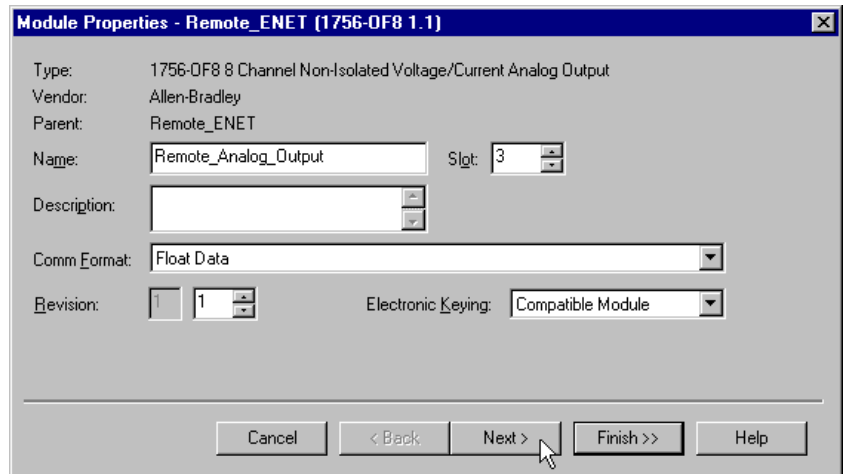 Module Properties - Remote_ENET (1756-OF8 1.1)
Type: 1756-OF8 8 Channel Non-Isolated Voltage/Current Analog Output
Vendor: Allen-Bradley
Parent: Remote_ENET
Name: Remote_Analog_Output Slot: 3
Description:
Comm Format: Float Data
Revision: 1 1 Electronic Keying: Compatible Module
Cancel < Back Next > Finish >> Help